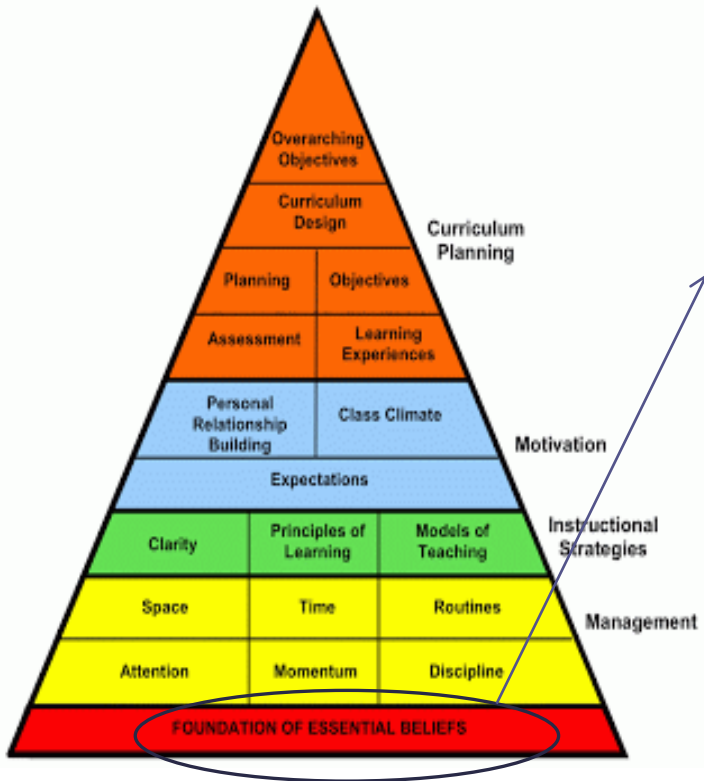 Overarching
Objectives
Curriculum
Design
Curriculum
Planning
Planning
Objectives
Assessment
Learning
Experiences
Personal
Relationship
Building
Class Climate
Motivation
Expectations
Clarity
Principles of
Learning
Models of
Teaching
Instructional
Strategies
Space
Time
Routines
Management
Attention
Momentum
Discipline
FOUNDATION OF ESSENTIAL BELIEFS